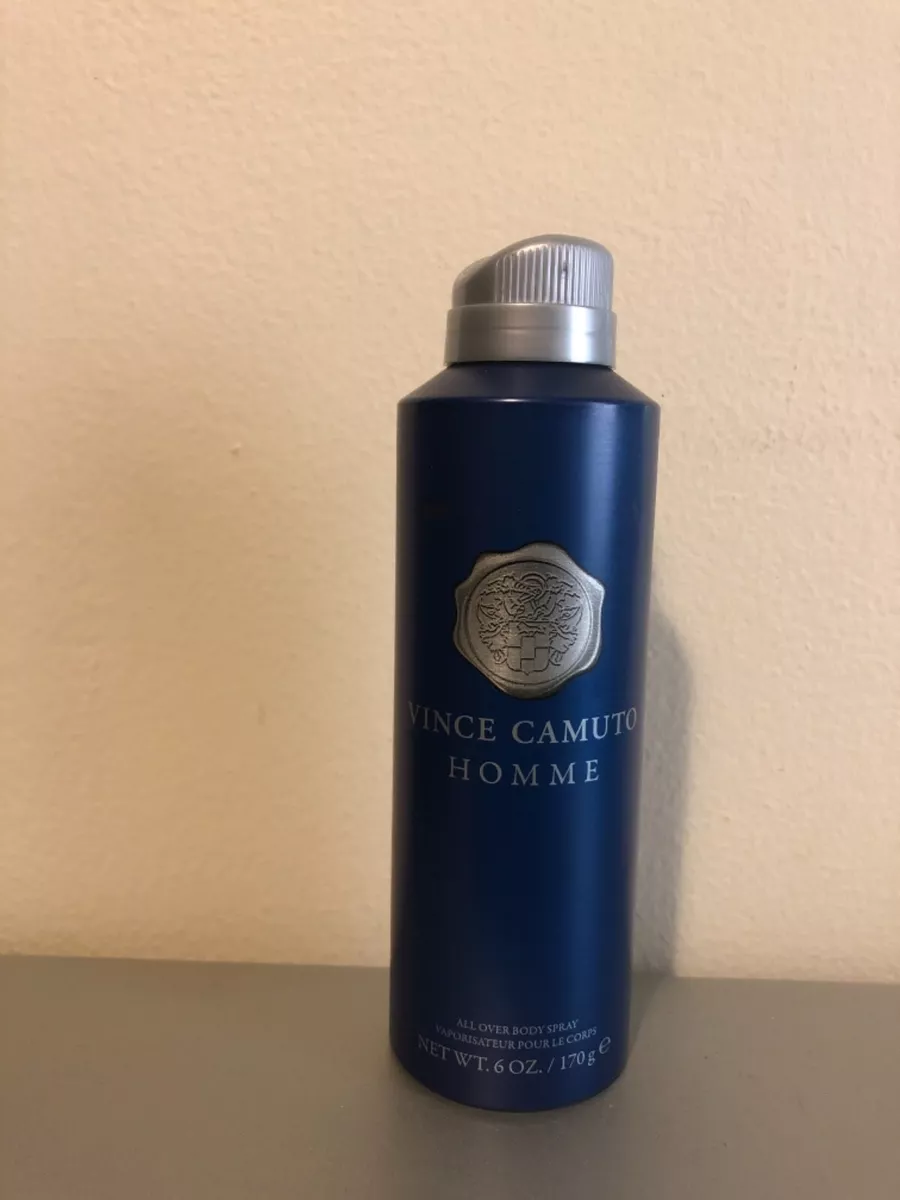 VINCE CAMUTO
HOMME
ALL OVER BODY SPRAY
VAPORISATEUR POUR LE CORPS
NET WT. 6 OZ. / 170 g ℮